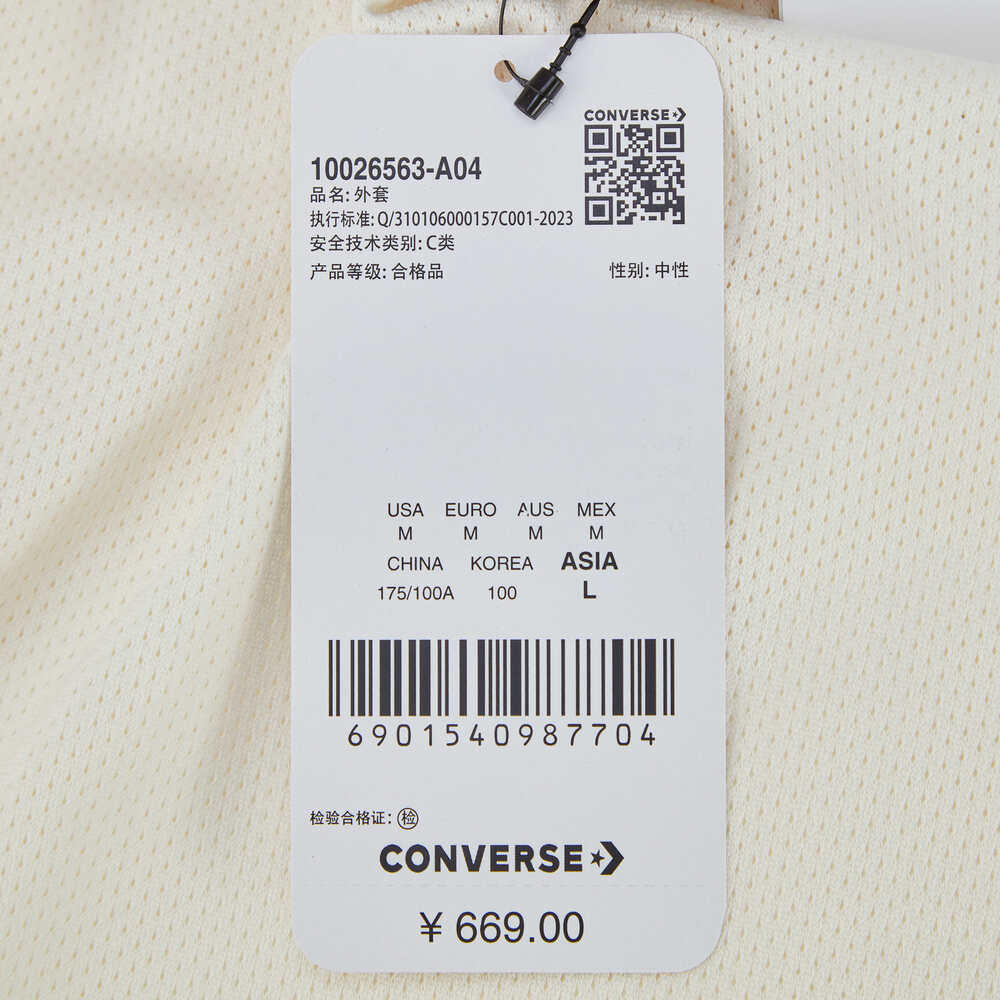 CONVERSE
10026563-A04
品名: 外套
执行标准: Q/310106000157C001-2023
安全技术类别: C类
产品等级: 合格品 性别: 中性
USA EURO AUS MEX
M M M M
CHINA KOREA ASIA
175/100A 100 L
6901540987704
检验合格证: 检
CONVERSE
¥ 669.00